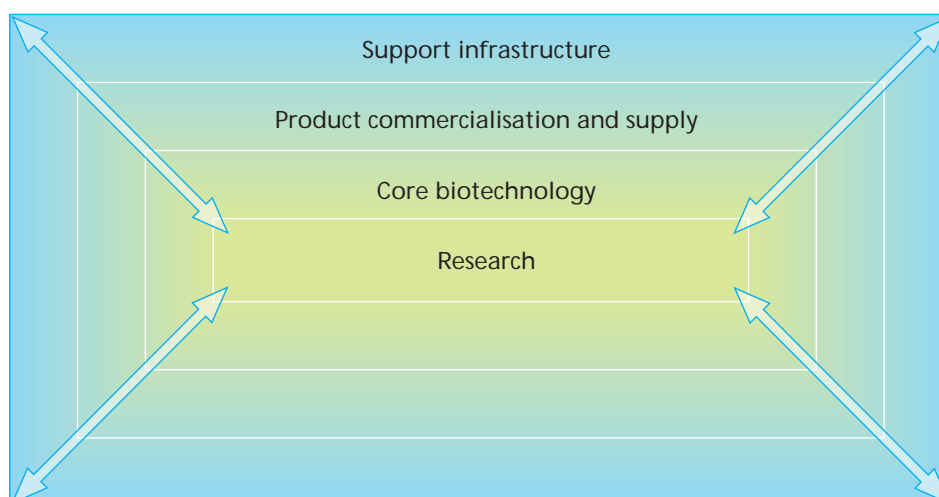 Support infrastructure
Product commercialisation and supply
Core biotechnology
Research